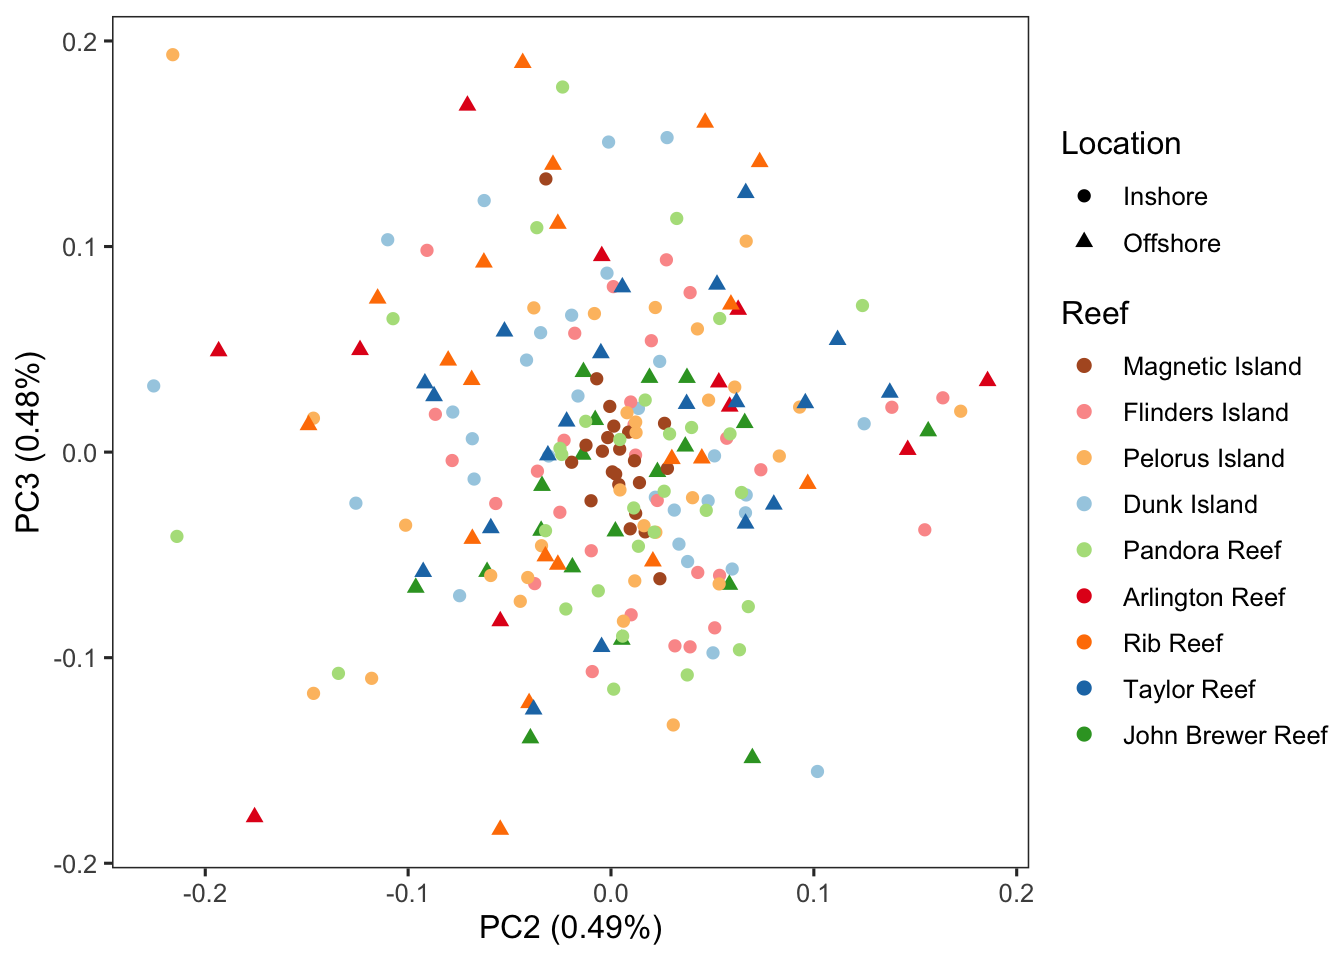 0.2
0.1
0.0
-0.1
-0.2
PC3 (0.48%)
-0.2
-0.1
0.0
0.1
0.2
PC2 (0.49%)
Location
Inshore
Offshore
Reef
Magnetic Island
Flinders Island
Pelorus Island
Dunk Island
Pandora Reef
Arlington Reef
Rib Reef
Taylor Reef
John Brewer Reef